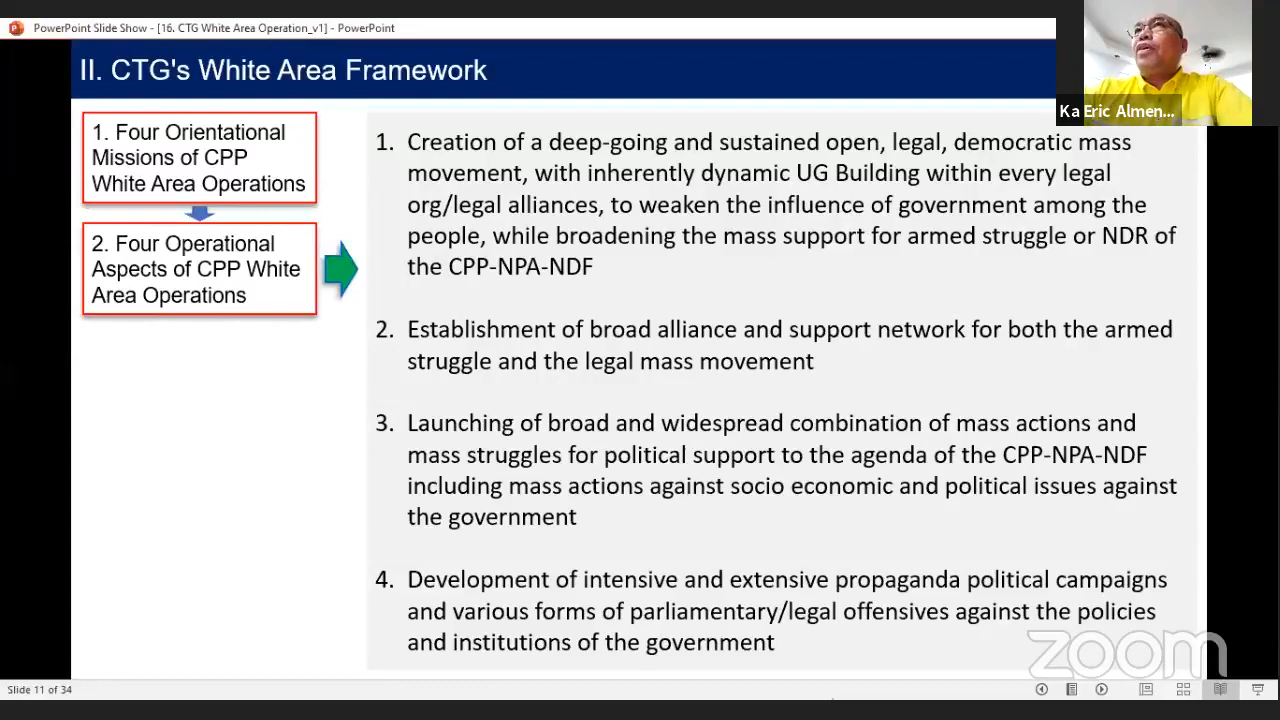 PowerPoint Slide Show - [16. CTG White Area Operation_v1] - PowerPoint
II. CTG's White Area Framework
Ka Eric Almen...
1. Four Orientational
Missions of CPP
White Area Operations
2. Four Operational
Aspects of CPP White
Area Operations
1. Creation of a deep-going and sustained open, legal, democratic mass
movement, with inherently dynamic UG Building within every legal
org/legal alliances, to weaken the influence of government among the
people, while broadening the mass support for armed struggle or NDR of
the CPP-NPA-NDF
2. Establishment of broad alliance and support network for both the armed
struggle and the legal mass movement
3. Launching of broad and widespread combination of mass actions and
mass struggles for political support to the agenda of the CPP-NPA-NDF
including mass actions against socio economic and political issues against
the government
4. Development of intensive and extensive propaganda political campaigns
and various forms of parliamentary/legal offensives against the policies
and institutions of the government
zoom
Slide 11 of 34